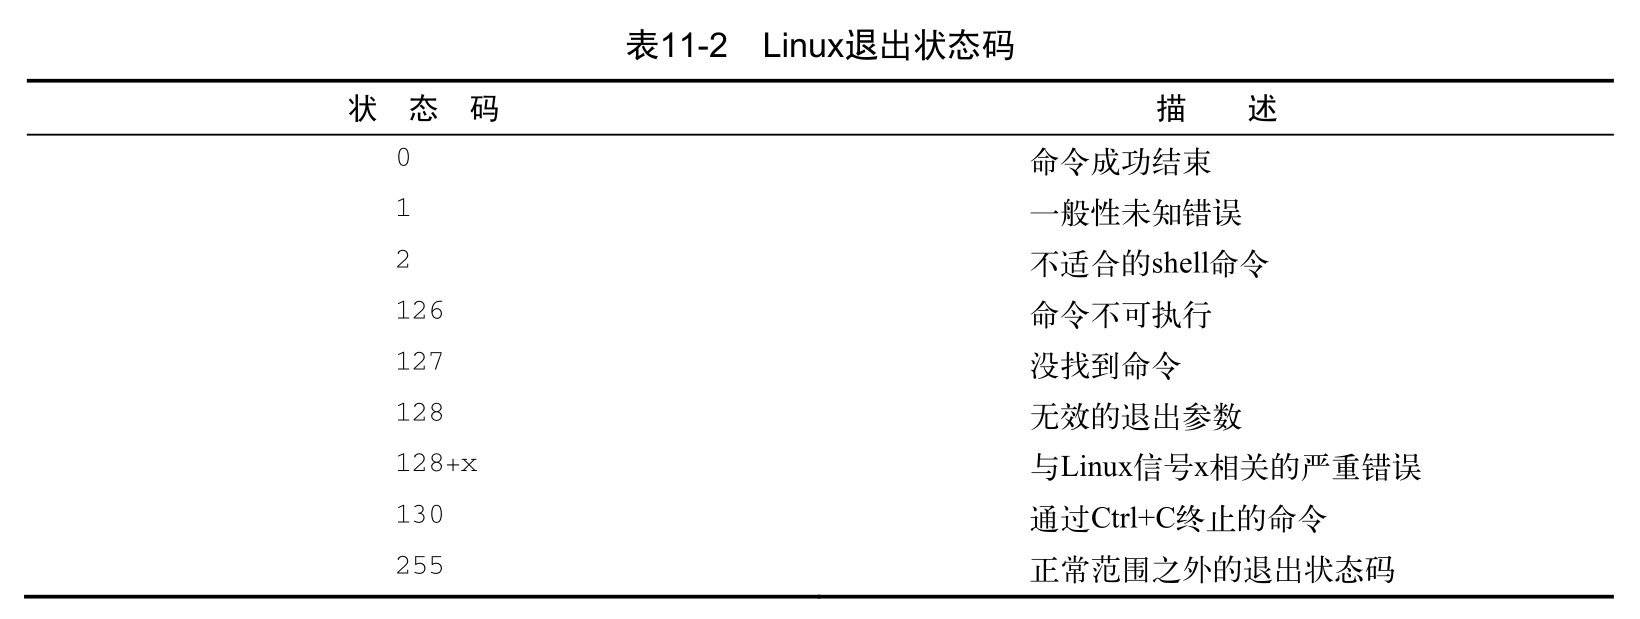 表11-2 Linux退出状态码
状 态 码 描 述
0 命令成功结束
1 一般性未知错误
2 不适合的shell命令
126 命令不可执行
127 没找到命令
128 无效的退出参数
128+x 与Linux信号x相关的严重错误
130 通过Ctrl+C终止的命令
255 正常范围之外的退出状态码